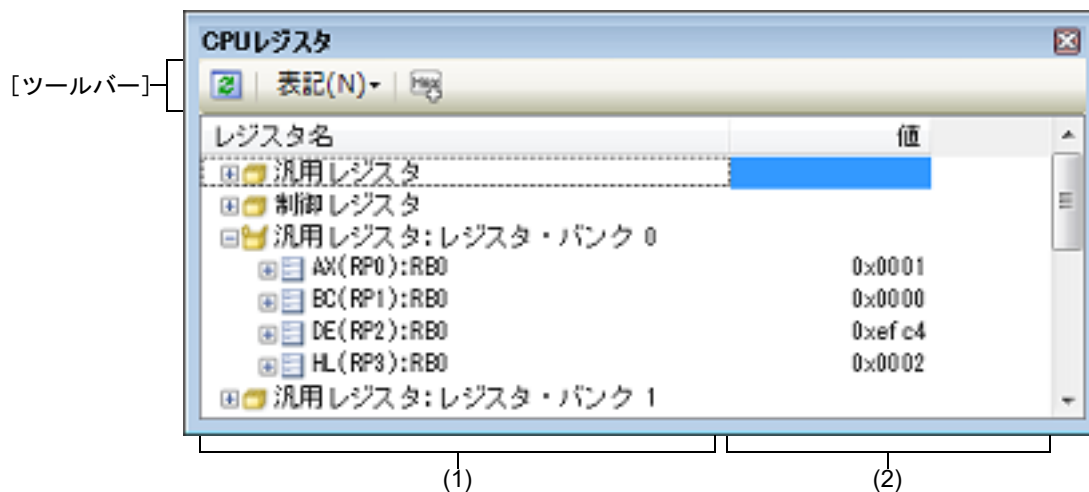 CPUレジスタ
[ツールバー]
表記(N)
Hex
レジスタ名 値
汎用レジスタ
制御レジスタ
汎用レジスタ:レジスタ・バンク 0
AX(RP0):RB0 0x0001
BC(RP1):RB0 0x0000
DE(RP2):RB0 0xefc4
HL(RP3):RB0 0x0002
汎用レジスタ:レジスタ・バンク 1
(1) (2)